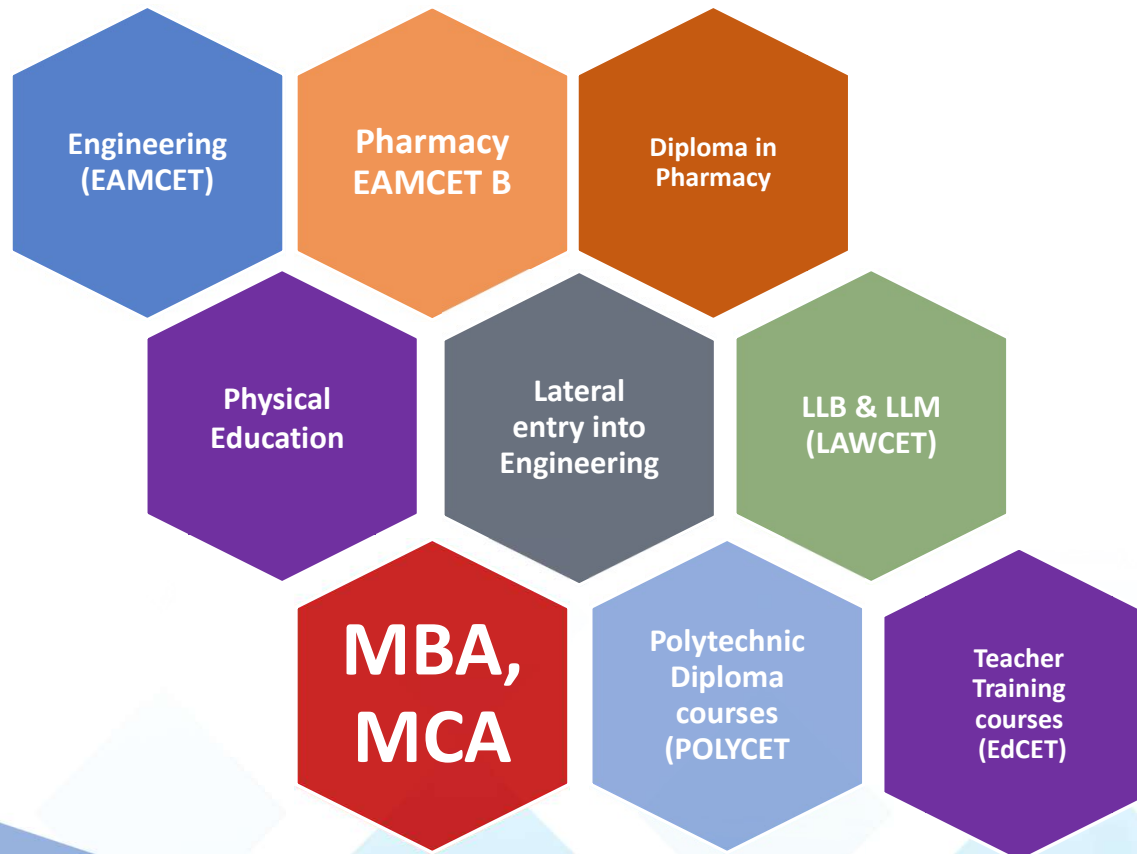 Engineering
(EAMCET)
Pharmacy
EAMCET B
Diploma in
Pharmacy
Physical
Education
Lateral
entry into
Engineering
LLB & LLM
(LAWCET)
MBA,
MCA
Polytechnic
Diploma
courses
(POLYCET
Teacher
Training
courses
(EdCET)